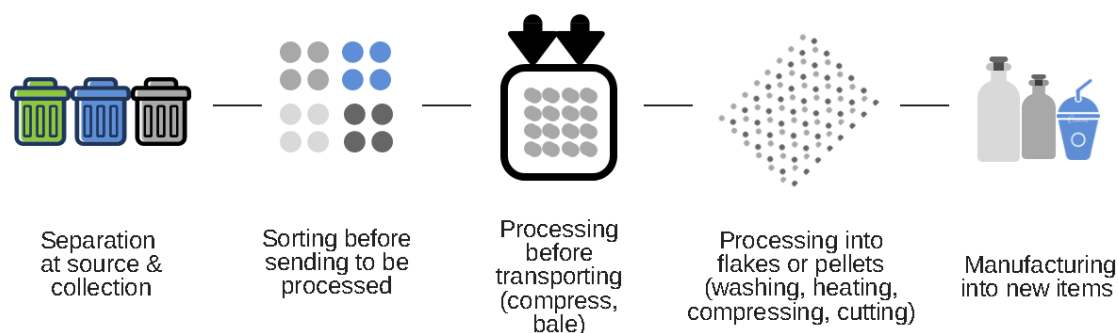 Separation
at source &
collection
Sorting before
sending to be
processed
Processing
before
transporting
(compress,
bale)
Processing into
flakes or pellets
(washing, heating,
compressing, cutting)
Manufacturing
into new items